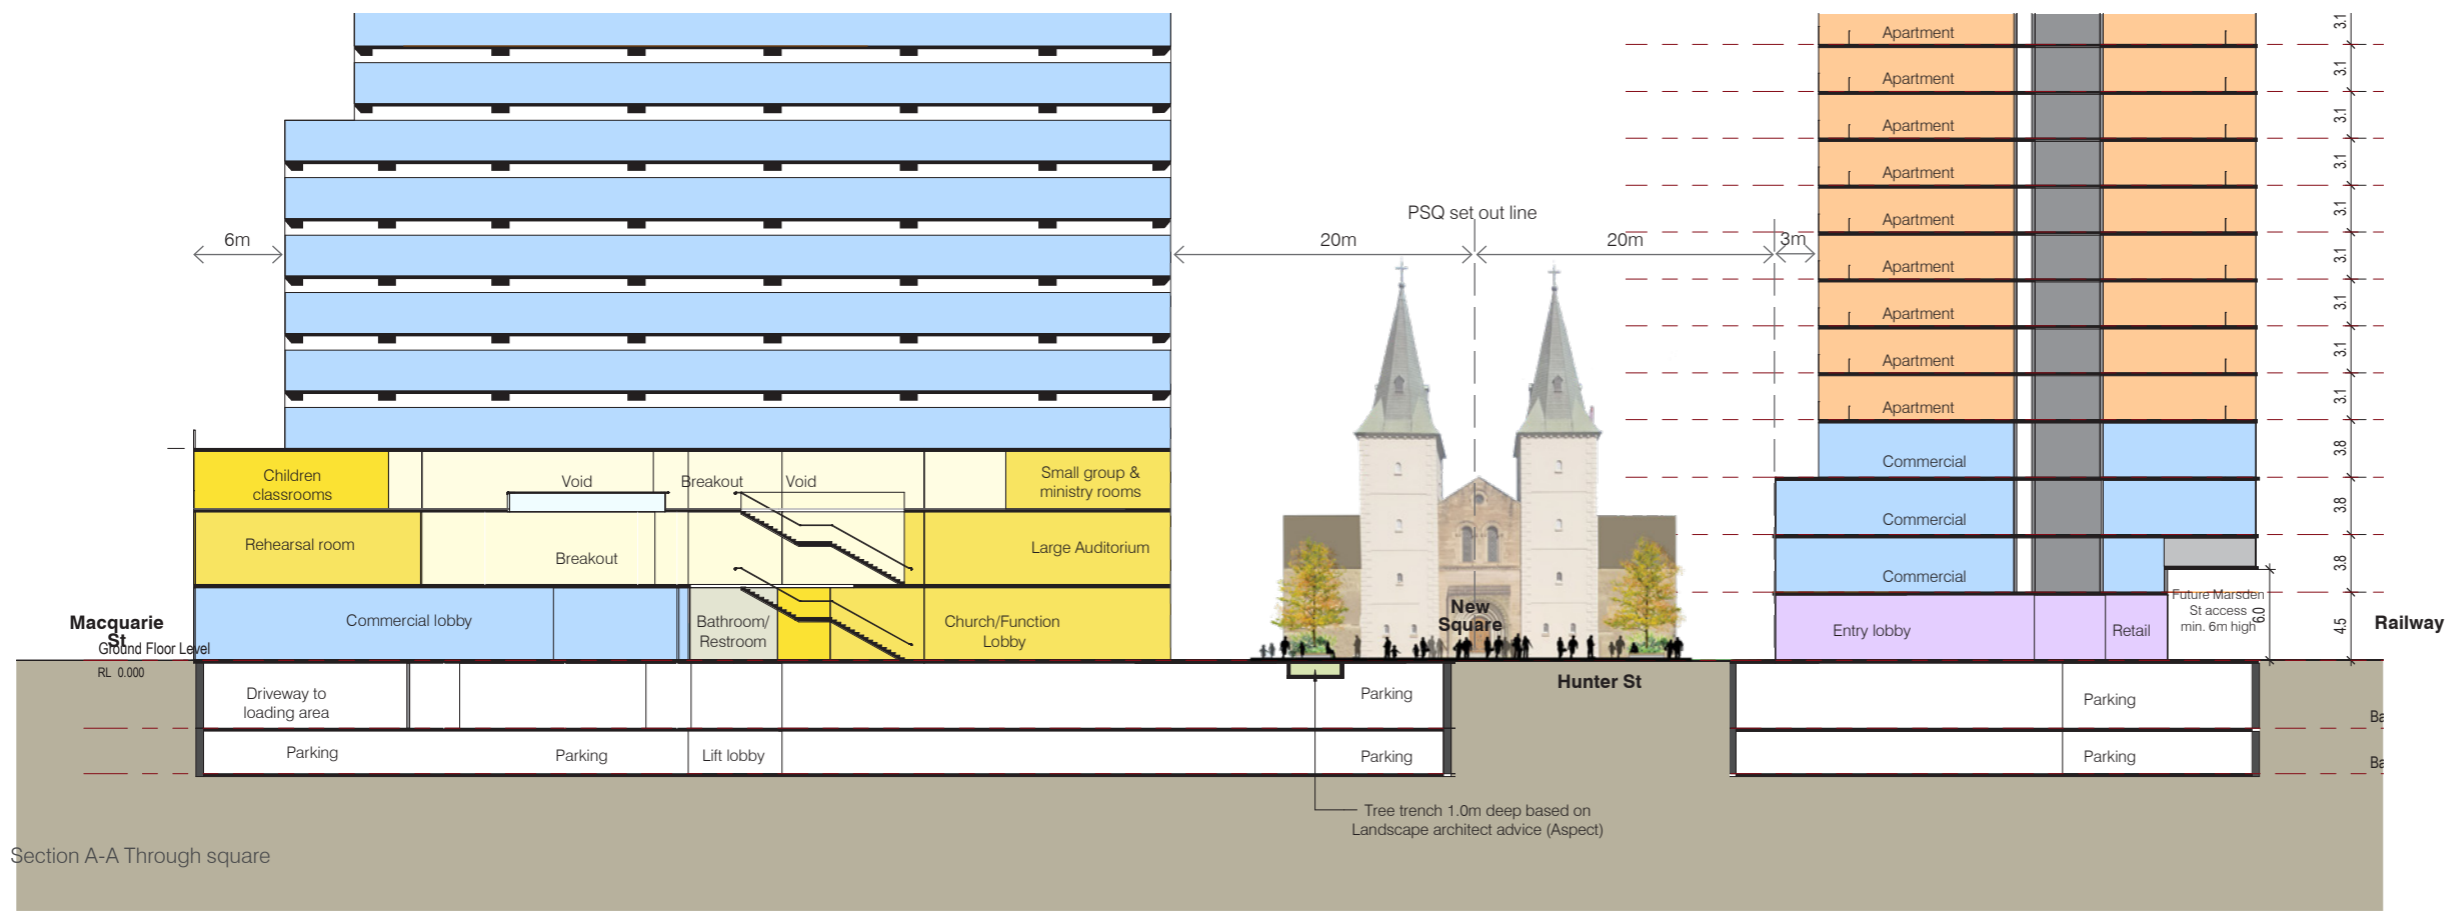 Apartment
3.1
Apartment
3.1
Apartment
3.1
Apartment
3.1
PSQ set out line
Apartment
3.1
6m
20m
20m
3m
Apartment
3.1
Apartment
3.1
Apartment
3.1
Apartment
3.1
Children
classrooms
Void
Breakout
Void
Small group &
ministry rooms
Commercial
3.8
Rehearsal room
Breakout
Large Auditorium
Commercial
3.8
Commercial
3.8
Macquarie
St
Commercial lobby
Bathroom/
Restroom
Church/Function
Lobby
New
Square
Entry lobby
Retail
Future Marsden
St access
min. 6m high
6.0
4.5
Railway
Ground Floor Level
RL 0.000
Hunter St
Driveway to
loading area
Parking
Parking
Ba
Parking
Parking
Lift lobby
Parking
Parking
Ba
Tree trench 1.0m deep based on
Landscape architect advice (Aspect)
Section A-A Through square